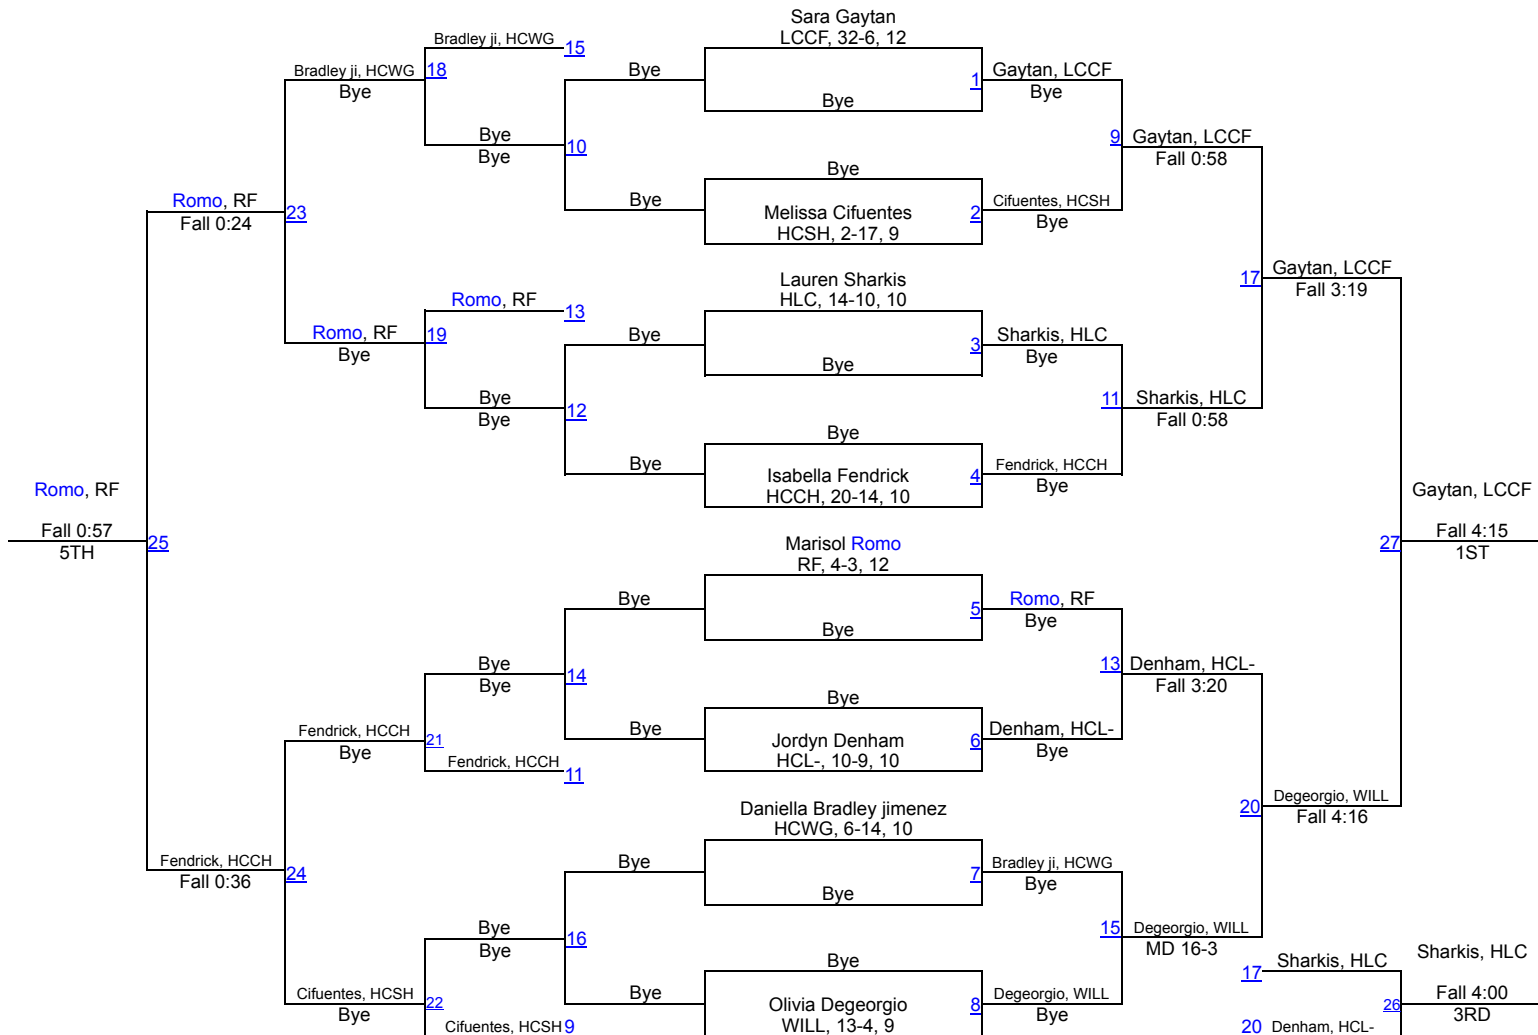 Sara Gaytan
LCCF, 32-6, 12
Bradley ji, HCWG
15
Bradley ji, HCWG
18
Bye
Bye
1
Gaytan, LCCF
Bye
Bye
Bye
10
Bye
9
Gaytan, LCCF
Fall 0:58
Bye
Bye
Melissa Cifuentes
HCSH, 2-17, 9
2
Cifuentes, HCSH
Bye
Romo, RF
Fall 0:24
23
Lauren Sharkis
HLC, 14-10, 10
17
Gaytan, LCCF
Fall 3:19
Romo, RF
13
Romo, RF
Bye
19
Bye
Bye
3
Sharkis, HLC
Bye
Bye
Bye
12
11
Sharkis, HLC
Fall 0:58
Bye
Bye
Isabella Fendrick
HCCH, 20-14, 10
4
Fendrick, HCCH
Bye
Romo, RF
Fall 0:57
5TH
25
Gaytan, LCCF
27
Fall 4:15
1ST
Marisol Romo
RF, 4-3, 12
Bye
Bye
5
Romo, RF
Bye
Bye
Bye
14
13
Denham, HCL-
Fall 3:20
Bye
Bye
Jordyn Denham
HCL-, 10-9, 10
6
Denham, HCL-
Bye
Fendrick, HCCH
Bye
21
Fendrick, HCCH
11
Daniella Bradley jimenez
HCWG, 6-14, 10
20
Degeorgio, WILL
Fall 4:16
Fendrick, HCCH
Fall 0:36
24
Bye
Bye
7
Bradley ji, HCWG
Bye
Bye
Bye
16
15
Degeorgio, WILL
MD 16-3
Bye
Bye
Olivia Degeorgio
WILL, 13-4, 9
8
Degeorgio, WILL
Bye
Cifuentes, HCSH
Bye
22
Cifuentes, HCSH
9
17
Sharkis, HLC
Sharkis, HLC
26
Fall 4:00
3RD
20
Denham, HCL-